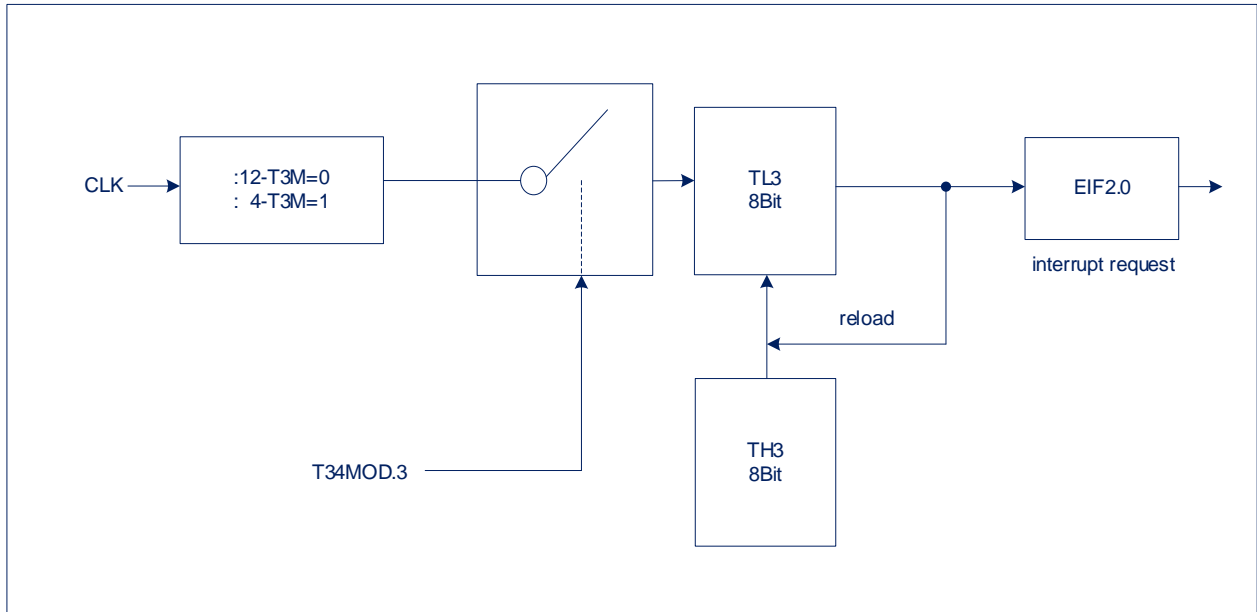 CLK
:12-T3M=0
: 4-T3M=1
TL3
8Bit
EIF2.0
interrupt request
reload
TH3
8Bit
T34MOD.3